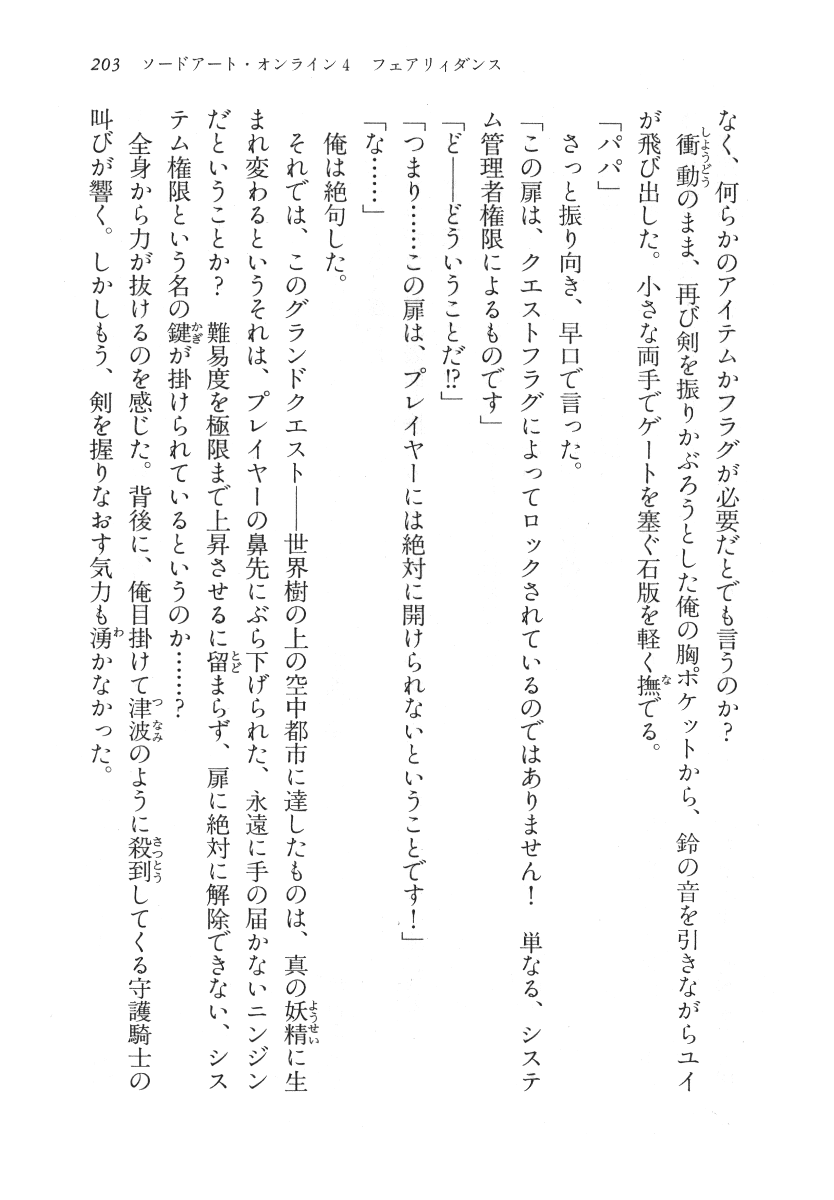 203 ソードアート・オンライン4 フェアリィダンス
なく、何らかのアイテムかフラグが必要だとでも言うのか？
衝動のまま、再び剣を振りかぶろうとした俺の胸ポケットから、鈴の音を引きながらユイ
が飛び出した。小さな両手でゲートを塞ぐ石版を軽く撫でる。
「パパ」
さっと振り向き、早口で言った。
「この扉は、クエストフラグによってロックされているのではありません！　単なる、システ
ム管理者権限によるものです」
「ど——どういうことだ!?」
「つまり……この扉は、プレイヤーには絶対に開けられないということです！」
「な……」
俺は絶句した。
それでは、このグランドクエスト——世界樹の上の空中都市に達したものは、真の妖精に生
まれ変わるというそれは、プレイヤーの鼻先にぶら下げられた、永遠に手の届かないニンジン
だということか？　難易度を極限まで上昇させるに留まらず、扉に絶対に解除できない、シス
テム権限という名の鍵が掛けられているというのか……？
全身から力が抜けるのを感じた。背後に、俺目掛けて津波のように殺到してくる守護騎士の
叫びが響く。しかしもう、剣を握りなおす気力も湧かなかった。